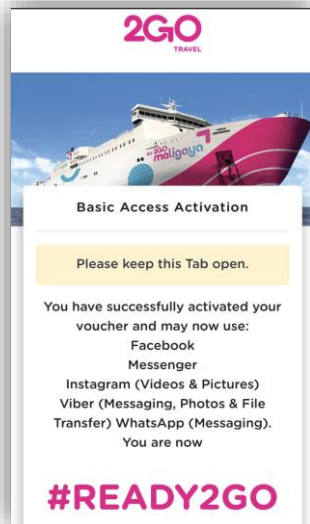 2GO
TRAVEL
2GO
maligaya
Basic Access Activation
Please keep this Tab open.
You have successfully activated your
voucher and may now use:
Facebook
Messenger
Instagram (Videos & Pictures)
Viber (Messaging, Photos & File
Transfer) WhatsApp (Messaging).
You are now
#READY2GO